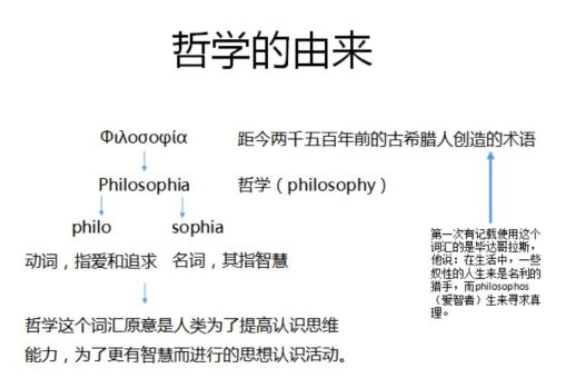 哲学的由来
Φιλοσοφία
距今两千五百年前的古希腊人创造的术语
Philosophia
哲学（philosophy）
philo
sophia
动词，指爱和追求
名词，其指智慧
第一次有记载使用这个
词汇的是毕达哥拉斯，
他说：在生活中，一些
奴性的人生来是名利的
猎手，而philosophos
（爱智者）生来寻求真
理。
哲学这个词汇原意是人类为了提高认识思维
能力，为了更有智慧而进行的思想认识活动。